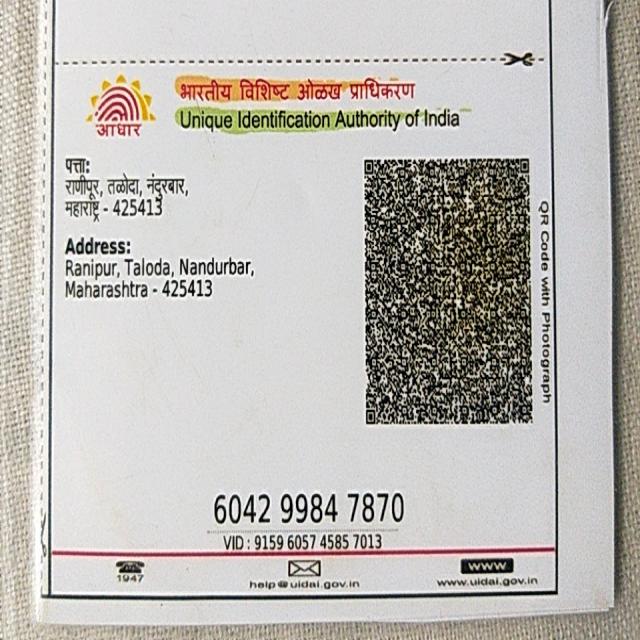 भारतीय विशिष्ट ओळख प्राधिकरण
Unique Identification Authority of India
आधार
पत्ता:
राणीपूर, तळोदा, नंदुरबार,
महाराष्ट्र - 425413
Address:
Ranipur, Taloda, Nandurbar,
Maharashtra - 425413
QR Code with Photograph
6042 9984 7870
VID : 9159 6057 4585 7013
1947
help@uidai.gov.in
www
www.uidai.gov.in